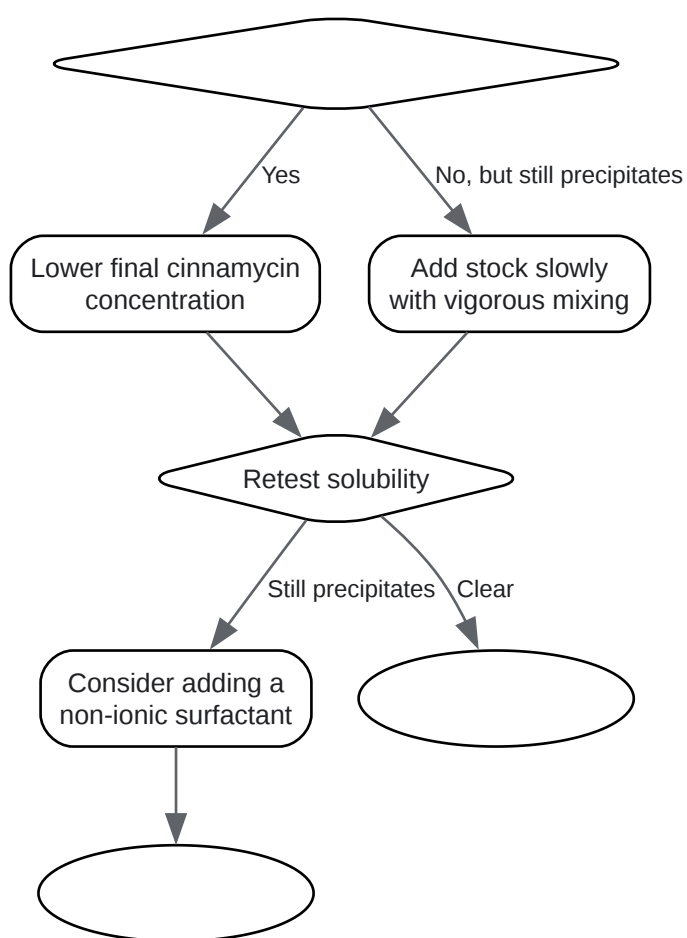 Yes
No, but still precipitates
Lower final cinnamycin
concentration
Add stock slowly
with vigorous mixing
Retest solubility
Still precipitates
Clear
Consider adding a
non-ionic surfactant